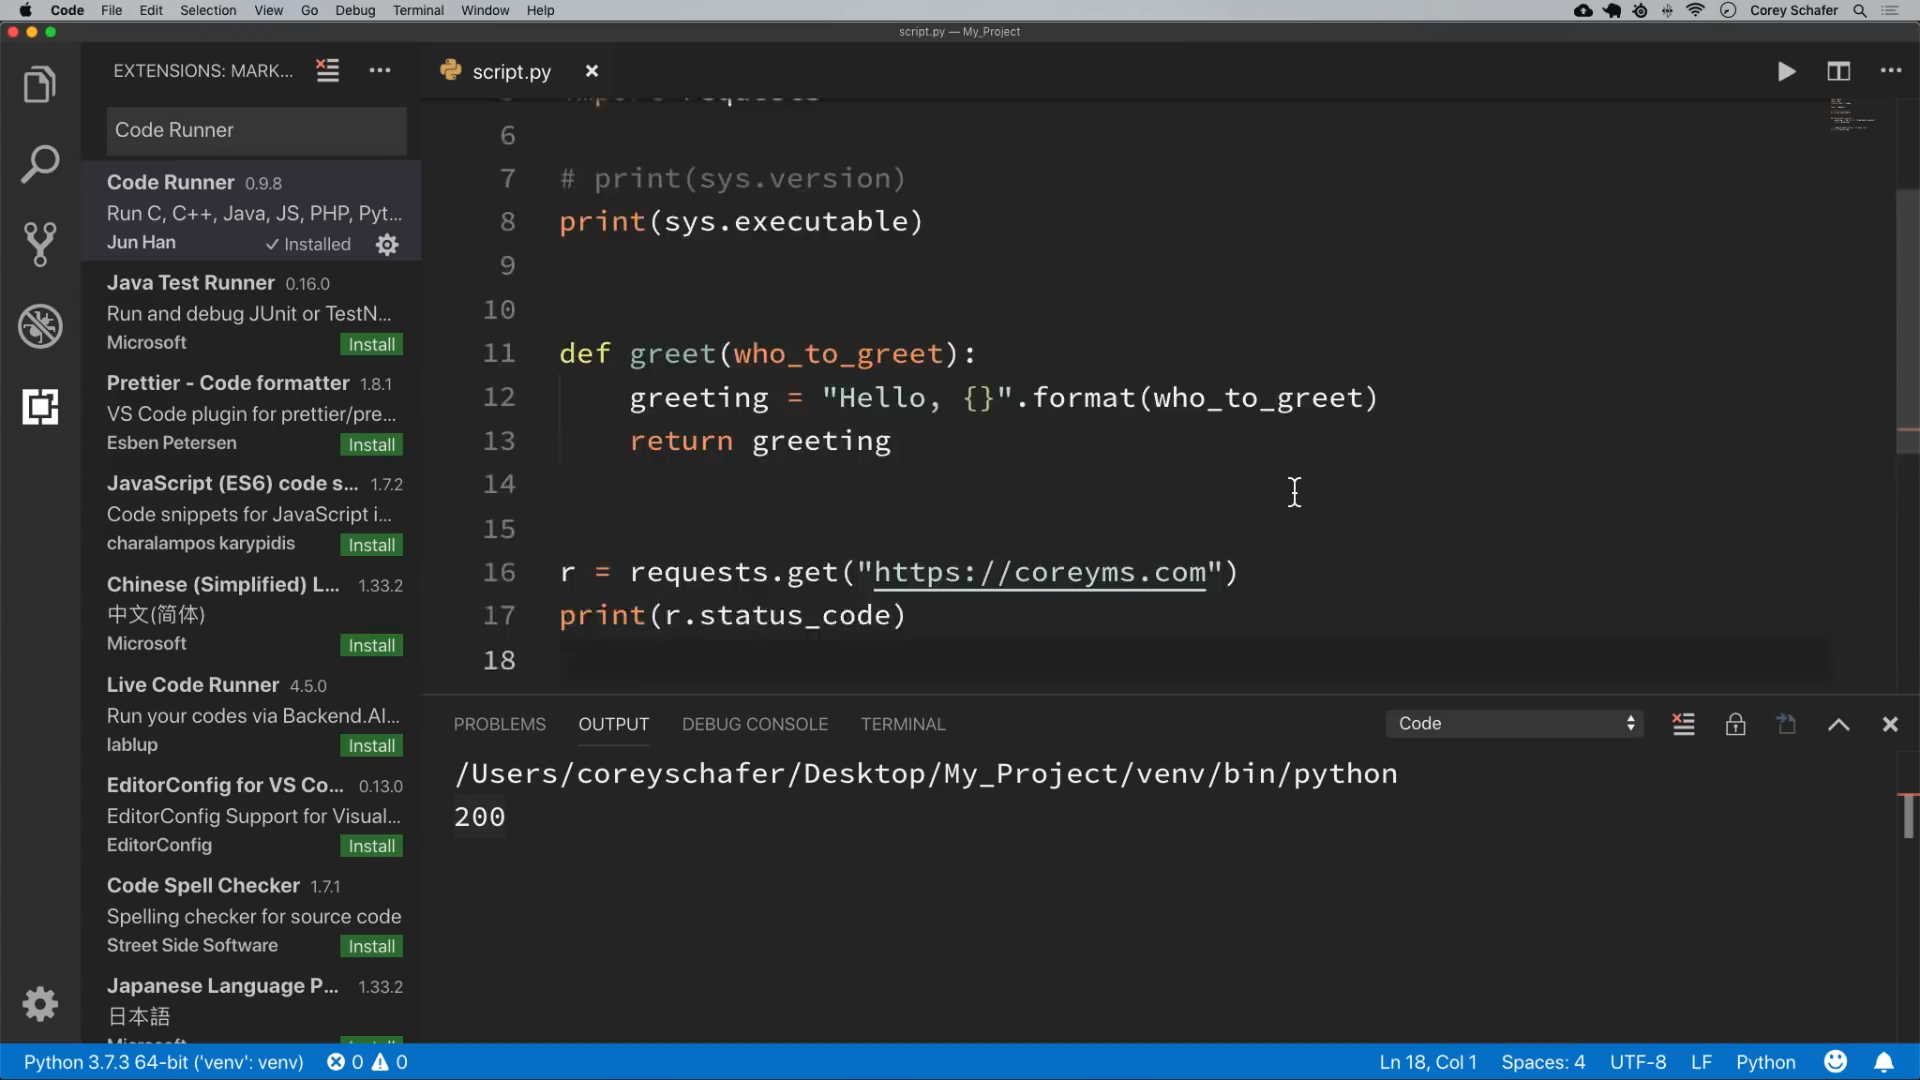 Code File Edit Selection View Go Debug Terminal Window Help Corey Schafer
script.py — My_Project
EXTENSIONS: MARK...
script.py
Code Runner
Code Runner 0.9.8
Run C, C++, Java, JS, PHP, Pyt...
Jun Han ✓ Installed
Java Test Runner 0.16.0
Run and debug JUnit or TestN...
Microsoft Install
Prettier - Code formatter 1.8.1
VS Code plugin for prettier/pre...
Esben Petersen Install
JavaScript (ES6) code s... 1.7.2
Code snippets for JavaScript i...
charalampos karypidis Install
Chinese (Simplified) L... 1.33.2
中文(简体)
Microsoft Install
Live Code Runner 4.5.0
Run your codes via Backend.AI...
lablup Install
EditorConfig for VS Co... 0.13.0
EditorConfig Support for Visual...
EditorConfig Install
Code Spell Checker 1.7.1
Spelling checker for source code
Street Side Software Install
Japanese Language P... 1.33.2
日本語
6
7 # print(sys.version)
8 print(sys.executable)
9
10
11 def greet(who_to_greet):
12 greeting = "Hello, {}".format(who_to_greet)
13 return greeting
14
15
16 r = requests.get("https://coreyms.com")
17 print(r.status_code)
18
PROBLEMS OUTPUT DEBUG CONSOLE TERMINAL Code
/Users/coreyschafer/Desktop/My_Project/venv/bin/python
200
Python 3.7.3 64-bit ('venv': venv) 0 0 Ln 18, Col 1 Spaces: 4 UTF-8 LF Python